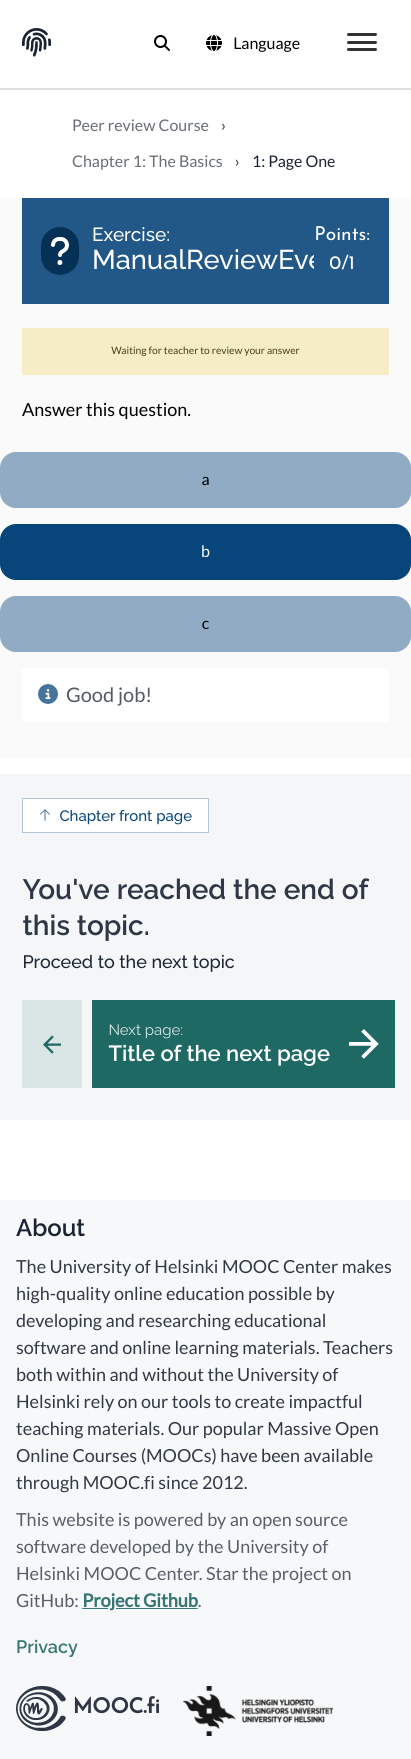 Language
Peer review Course ›
Chapter 1: The Basics › 1: Page One
Exercise:
Points:
ManualReviewEve
0/1
Waiting for teacher to review your answer
Answer this question.
a
b
c
Good job!
Chapter front page
You've reached the end of
this topic.
Proceed to the next topic
Next page:
Title of the next page
About
The University of Helsinki MOOC Center makes
high-quality online education possible by
developing and researching educational
software and online learning materials. Teachers
both within and without the University of
Helsinki rely on our tools to create impactful
teaching materials. Our popular Massive Open
Online Courses (MOOCs) have been available
through MOOC.fi since 2012.
This website is powered by an open source
software developed by the University of
Helsinki MOOC Center. Star the project on
GitHub: Project Github.
Privacy
MOOC.fi
HELSINGIN YLIOPISTO
HELSINGFORS UNIVERSITET
UNIVERSITY OF HELSINKI